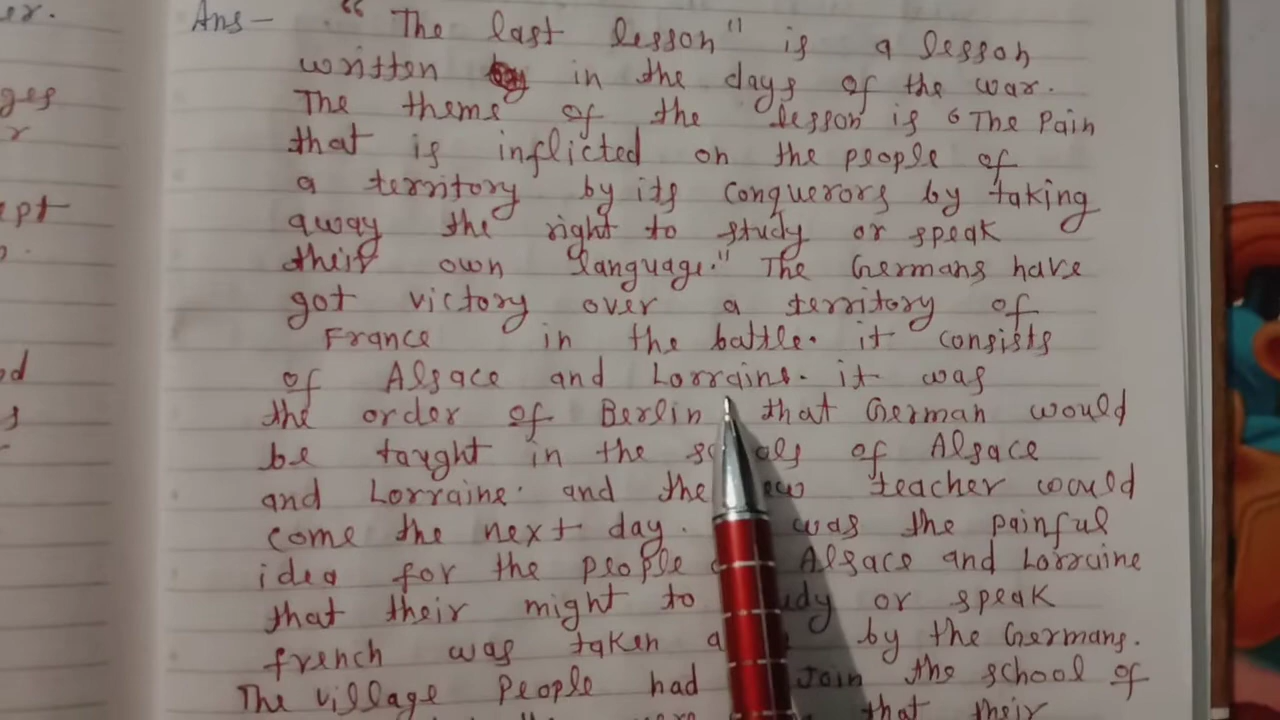 er.
Ans- "The last lesson" is a lesson
written in the days of the war.
ges
The theme of the lesson is "The Pain
r
that is inflicted on the people of
a territory by its conquerors by taking
ept
away the right to study or speak
their own language." The Germans have
got victory over a territory of
France in the battle. it consists
of Alsace and Lorraine. it was
the order of Berlin that German would
be taught in the of Alsace
and Lorraine. and the teacher would
come the next day. was the painful
idea for the people Alsace and Lorraine
that their might to or speak
french was taken by the Germans.
The village People had Join the school of
that their